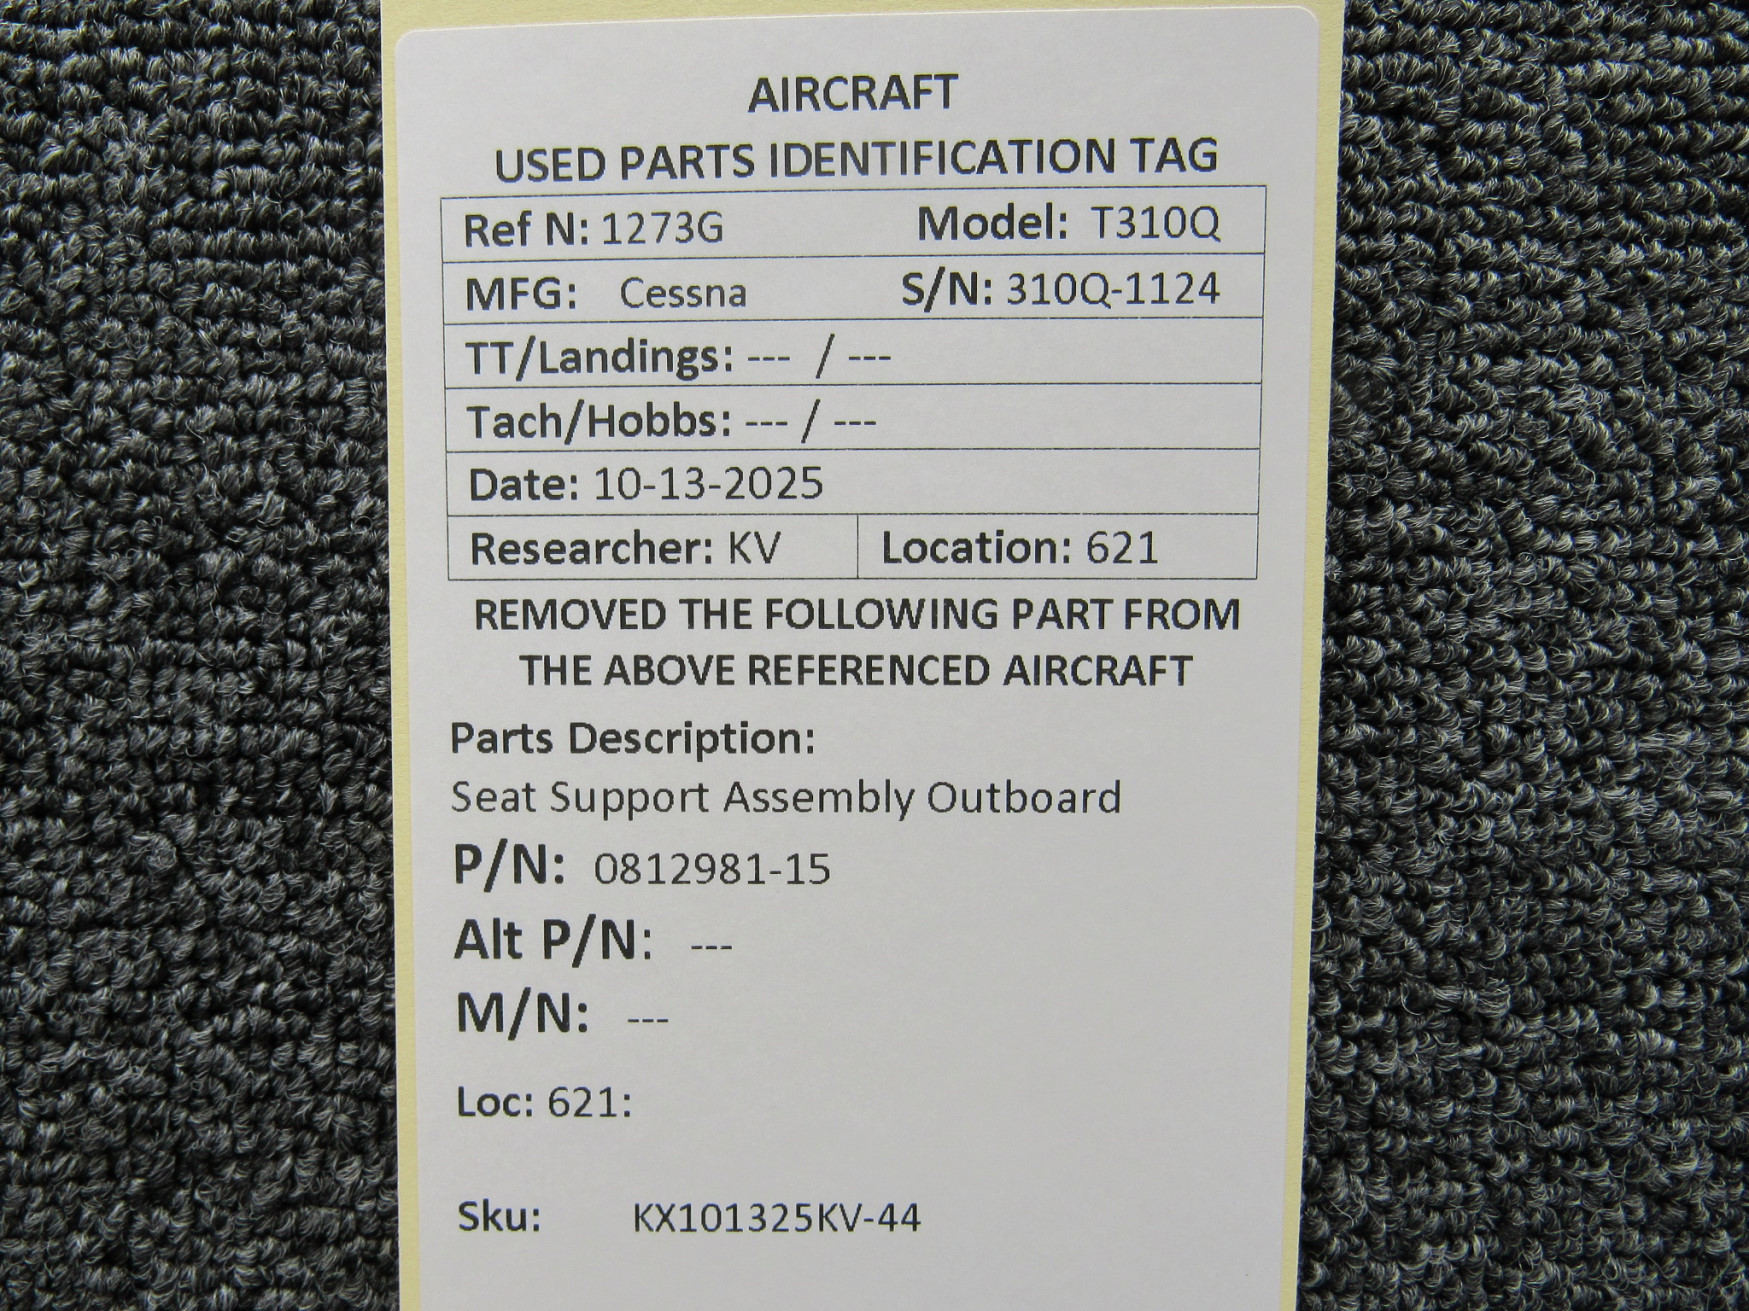 AIRCRAFT
USED PARTS IDENTIFICATION TAG
Ref N: 1273G Model: T310Q
MFG: Cessna S/N: 310Q-1124
TT/Landings: --- / ---
Tach/Hobbs: --- / ---
Date: 10-13-2025
Researcher: KV Location: 621
REMOVED THE FOLLOWING PART FROM
THE ABOVE REFERENCED AIRCRAFT
Parts Description:
Seat Support Assembly Outboard
P/N: 0812981-15
Alt P/N: ---
M/N: ---
Loc: 621:
Sku: KX101325KV-44